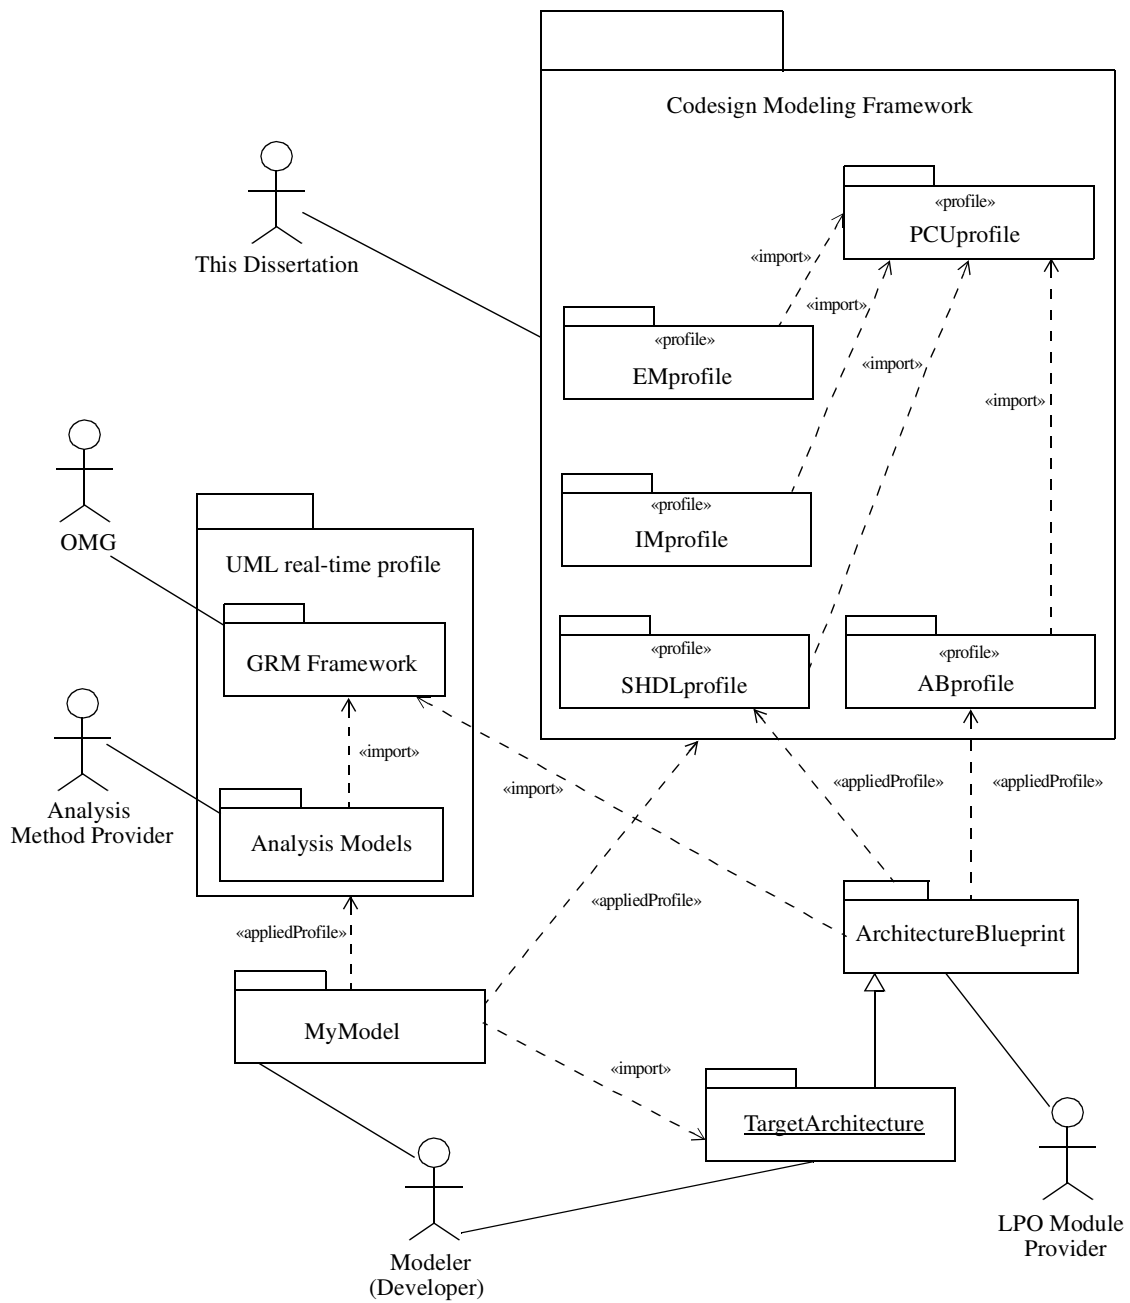 Codesign Modeling Framework
«profile»
PCUprofile
This Dissertation
«import»
«import»
«profile»
EMprofile
«import»
«import»
OMG
«profile»
IMprofile
UML real-time profile
GRM Framework
«profile»
SHDLprofile
«profile»
ABprofile
«import»
«import»
«appliedProfile»
«appliedProfile»
Analysis
Method Provider
Analysis Models
«appliedProfile»
«appliedProfile»
ArchitectureBlueprint
MyModel
«import»
TargetArchitecture
LPO Module
Provider
Modeler
(Developer)